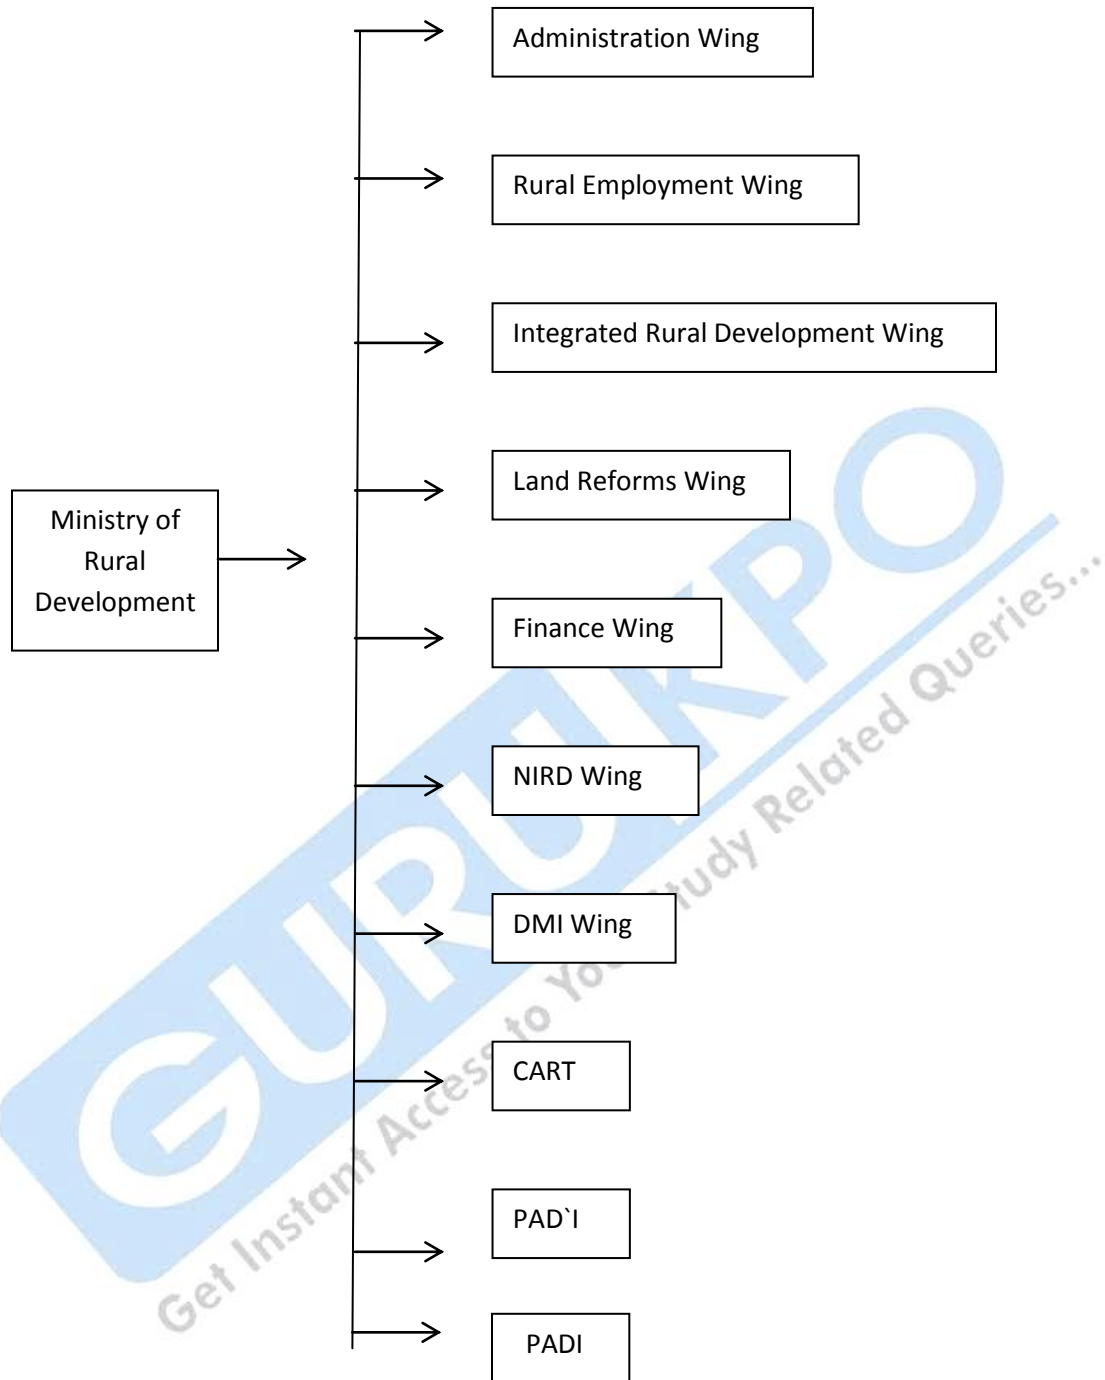 Administration Wing
Rural Employment Wing
Integrated Rural Development Wing
Land Reforms Wing
Ministry of
Rural
Development
Finance Wing
NIRD Wing
DMI Wing
CART
PAD`I
PADI
GURUKPO
Get Instant Access to Your Study Related Queries...